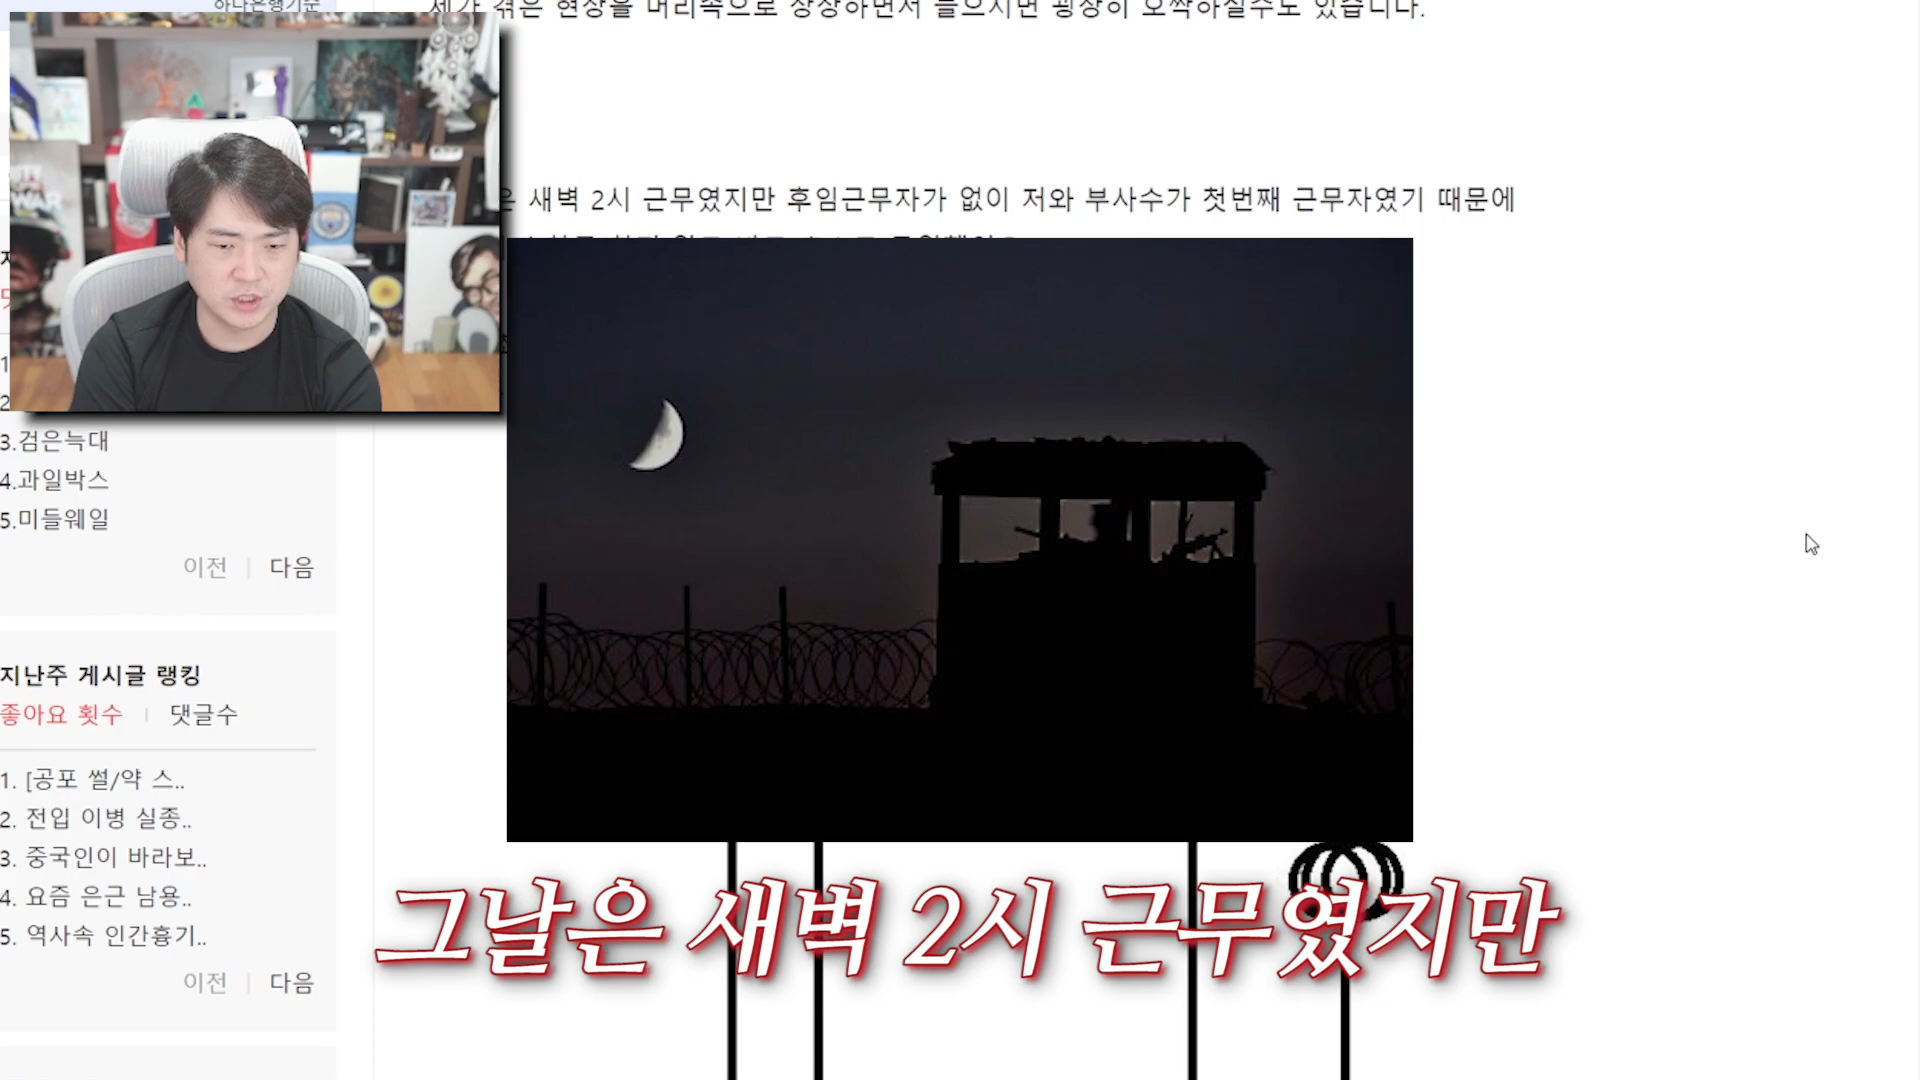 하나은행기준
제가 겪은 현상을 머리속으로 상상하면서 들으시면 굉장히 오싹하실수도 있습니다.
은 새벽 2시 근무였지만 후임근무자가 없이 저와 부사수가 첫번째 근무자였기 때문에
3.검은늑대
4.과일박스
5.미들웨일
이전 | 다음
지난주 게시글 랭킹
좋아요 횟수 | 댓글수
1. [공포 썰/약 스..
2. 전입 이병 실종..
3. 중국인이 바라보..
4. 요즘 은근 남용..
5. 역사속 인간흉기..
이전 | 다음
그날은 새벽 2시 근무였지만